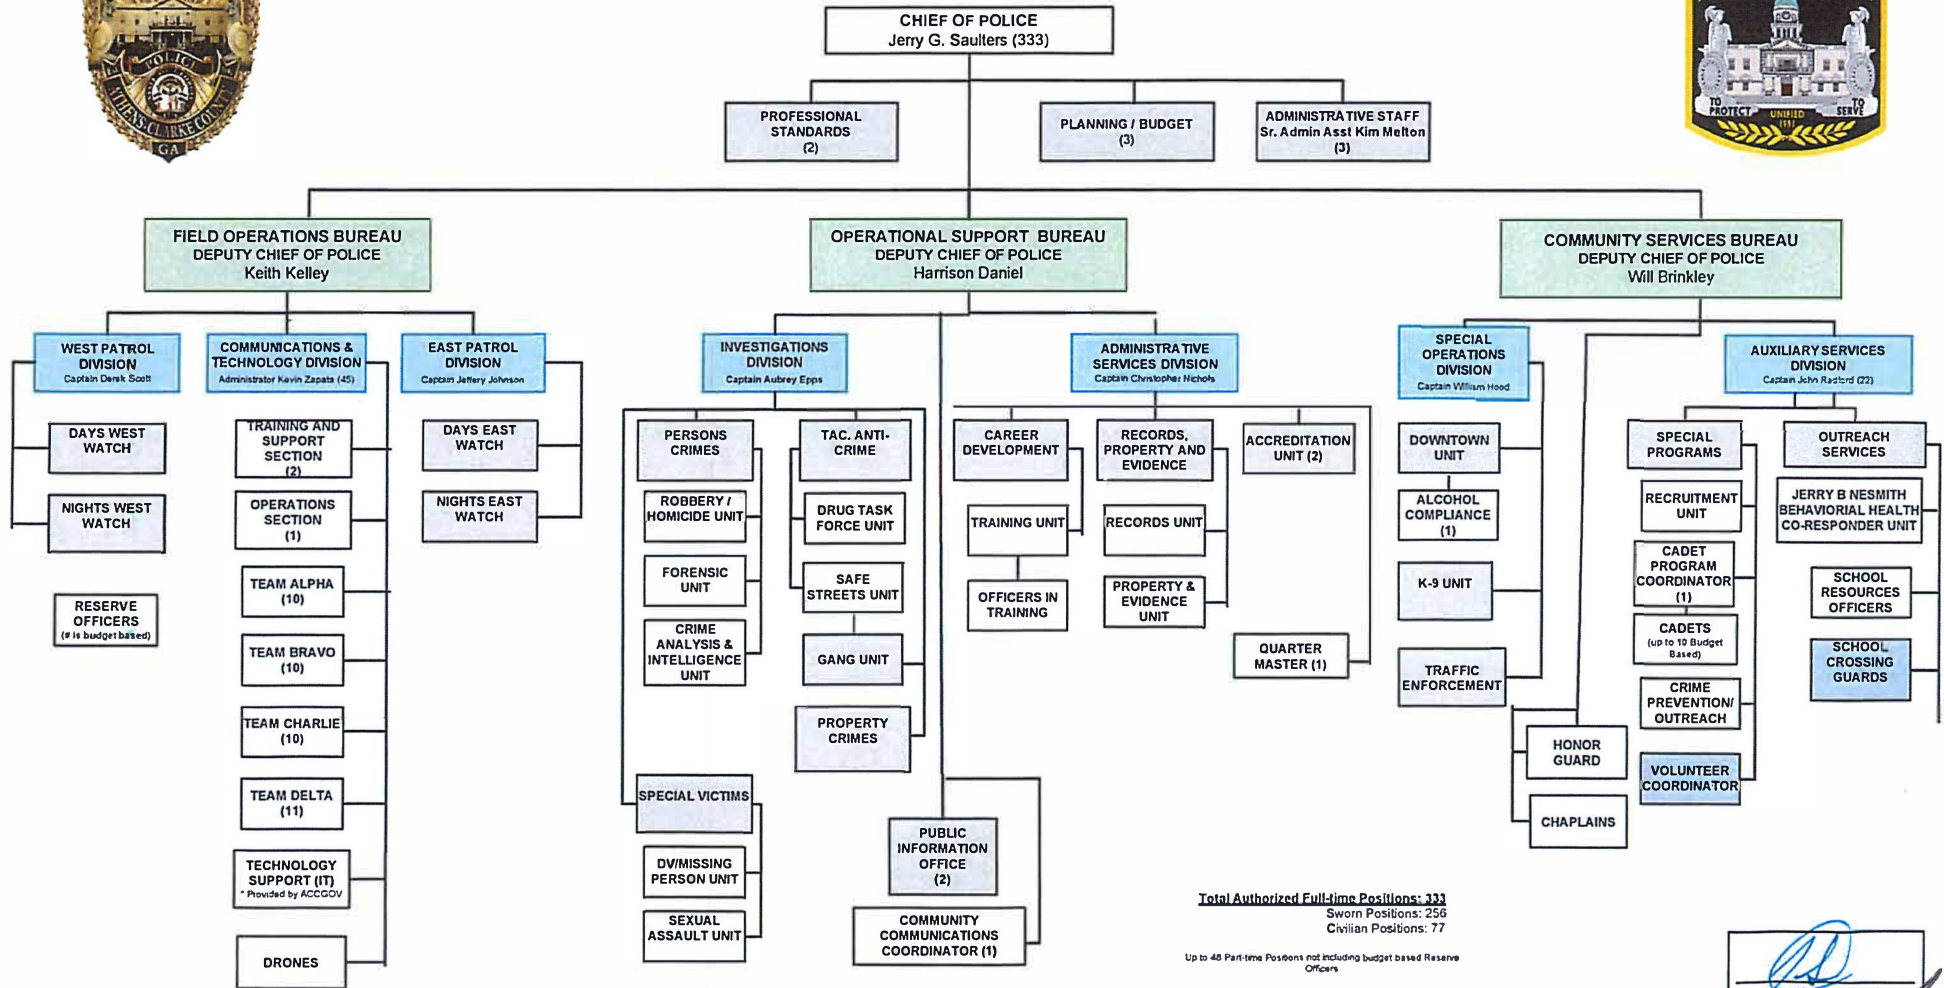 POLICE
ATHENS-CLARKE COUNTY
GA
TO PROTECT
UNIFIED
1991
TO SERVE
CHIEF OF POLICE
Jerry G. Saulters (333)
PROFESSIONAL
STANDARDS
(2)
PLANNING / BUDGET
(3)
ADMINISTRATIVE STAFF
Sr. Admin Asst Kim Melton
(3)
FIELD OPERATIONS BUREAU
DEPUTY CHIEF OF POLICE
Keith Kelley
OPERATIONAL SUPPORT BUREAU
DEPUTY CHIEF OF POLICE
Harrison Daniel
COMMUNITY SERVICES BUREAU
DEPUTY CHIEF OF POLICE
Will Brinkley
WEST PATROL
DIVISION
Captain Derek Scott
COMMUNICATIONS &
TECHNOLOGY DIVISION
Administrator Kevin Zapata (45)
EAST PATROL
DIVISION
Captain Jeffery Johnson
INVESTIGATIONS
DIVISION
Captain Aubrey Epps
ADMINISTRATIVE
SERVICES DIVISION
Captain Christopher Nichols
SPECIAL
OPERATIONS
DIVISION
Captain William Hood
AUXILIARY SERVICES
DIVISION
Captain John Radford (22)
DAYS WEST
WATCH
NIGHTS WEST
WATCH
RESERVE
OFFICERS
(# is budget based)
TRAINING AND
SUPPORT
SECTION
(2)
OPERATIONS
SECTION
(1)
TEAM ALPHA
(10)
TEAM BRAVO
(10)
TEAM CHARLIE
(10)
TEAM DELTA
(11)
TECHNOLOGY
SUPPORT (IT)
* Provided by ACCGOV
DRONES
DAYS EAST
WATCH
NIGHTS EAST
WATCH
PERSONS
CRIMES
ROBBERY /
HOMICIDE UNIT
FORENSIC
UNIT
CRIME
ANALYSIS &
INTELLIGENCE
UNIT
SPECIAL VICTIMS
DV/MISSING
PERSON UNIT
SEXUAL
ASSAULT UNIT
TAC. ANTI-
CRIME
DRUG TASK
FORCE UNIT
SAFE
STREETS UNIT
GANG UNIT
PROPERTY
CRIMES
PUBLIC
INFORMATION
OFFICE
(2)
COMMUNITY
COMMUNICATIONS
COORDINATOR (1)
CAREER
DEVELOPMENT
TRAINING UNIT
OFFICERS IN
TRAINING
RECORDS,
PROPERTY AND
EVIDENCE
RECORDS UNIT
PROPERTY &
EVIDENCE
UNIT
ACCREDITATION
UNIT (2)
QUARTER
MASTER (1)
DOWNTOWN
UNIT
ALCOHOL
COMPLIANCE
(1)
K-9 UNIT
TRAFFIC
ENFORCEMENT
HONOR
GUARD
CHAPLAINS
SPECIAL
PROGRAMS
RECRUITMENT
UNIT
CADET
PROGRAM
COORDINATOR
(1)
CADETS
(up to 10 Budget
Based)
CRIME
PREVENTION/
OUTREACH
VOLUNTEER
COORDINATOR
OUTREACH
SERVICES
JERRY B NESMITH
BEHAVIORIAL HEALTH
CO-RESPONDER UNIT
SCHOOL
RESOURCES
OFFICERS
SCHOOL
CROSSING
GUARDS
Total Authorized Full-time Positions: 333
Sworn Positions: 256
Civilian Positions: 77
Up to 48 Part-time Positions not including budget based Reserve
Officers